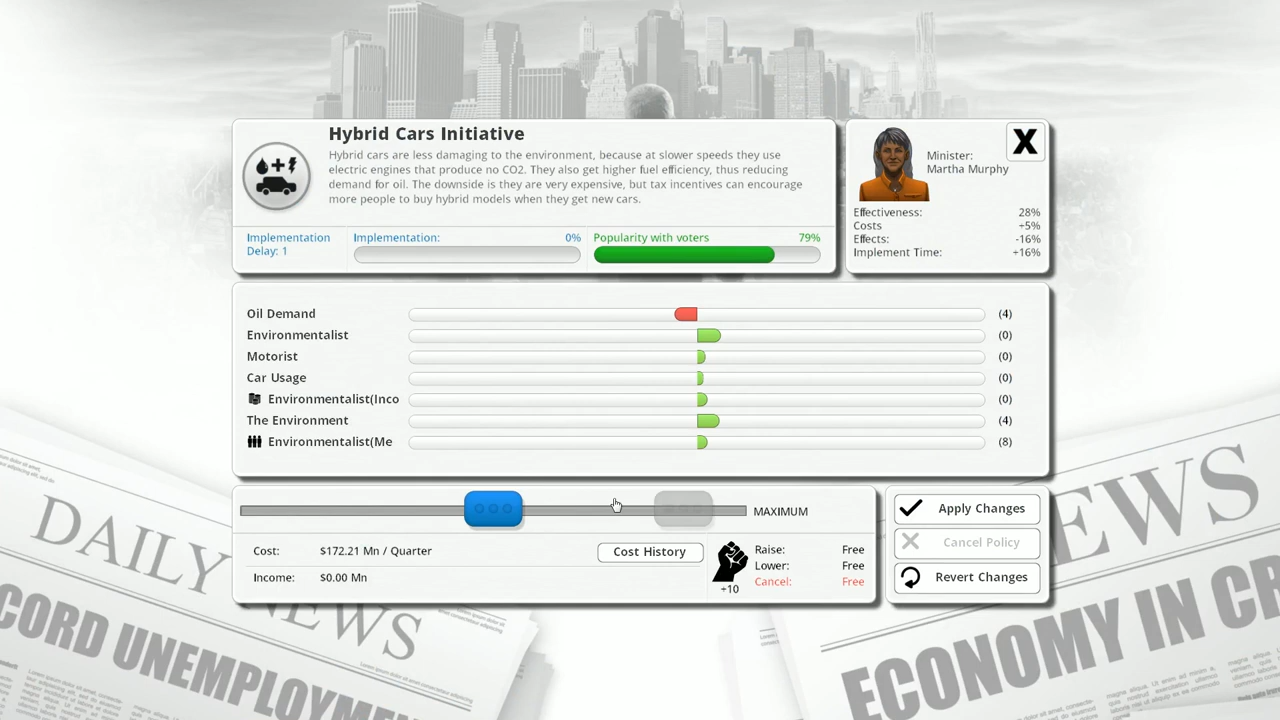 Hybrid Cars Initiative
Hybrid cars are less damaging to the environment, because at slower speeds they use
electric engines that produce no CO2. They also get higher fuel efficiency, thus reducing
demand for oil. The downside is they are very expensive, but tax incentives can encourage
more people to buy hybrid models when they get new cars.
Implementation
Delay: 1
Implementation: 0%
Popularity with voters 79%
X
Minister:
Martha Murphy
Effectiveness: 28%
Costs +5%
Effects: -16%
Implement Time: +16%
Oil Demand (4)
Environmentalist (0)
Motorist (0)
Car Usage (0)
Environmentalist(Inco (0)
The Environment (4)
Environmentalist(Me (8)
MAXIMUM
Cost: $172.21 Mn / Quarter
Cost History
Income: $0.00 Mn
+10
Raise: Free
Lower: Free
Cancel: Free
Apply Changes
Cancel Policy
Revert Changes
DAILY NEWS
CORD UNEMPLOYME
NEWS
ECONOMY IN CR